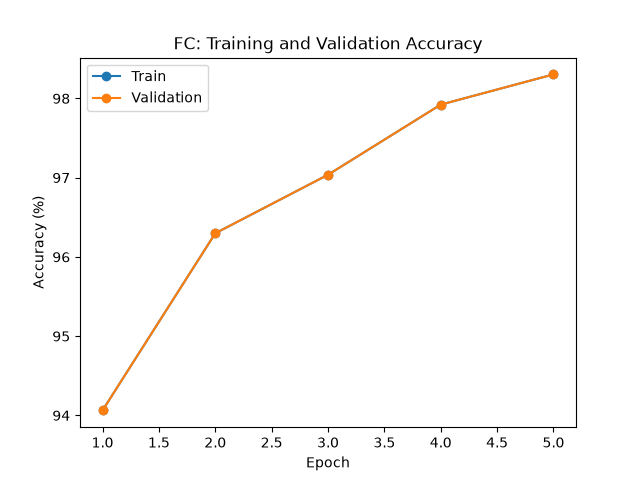 FC: Training and Validation Accuracy
Train
Validation
98
97
96
95
94
Accuracy (%)
1.0 1.5 2.0 2.5 3.0 3.5 4.0 4.5 5.0
Epoch